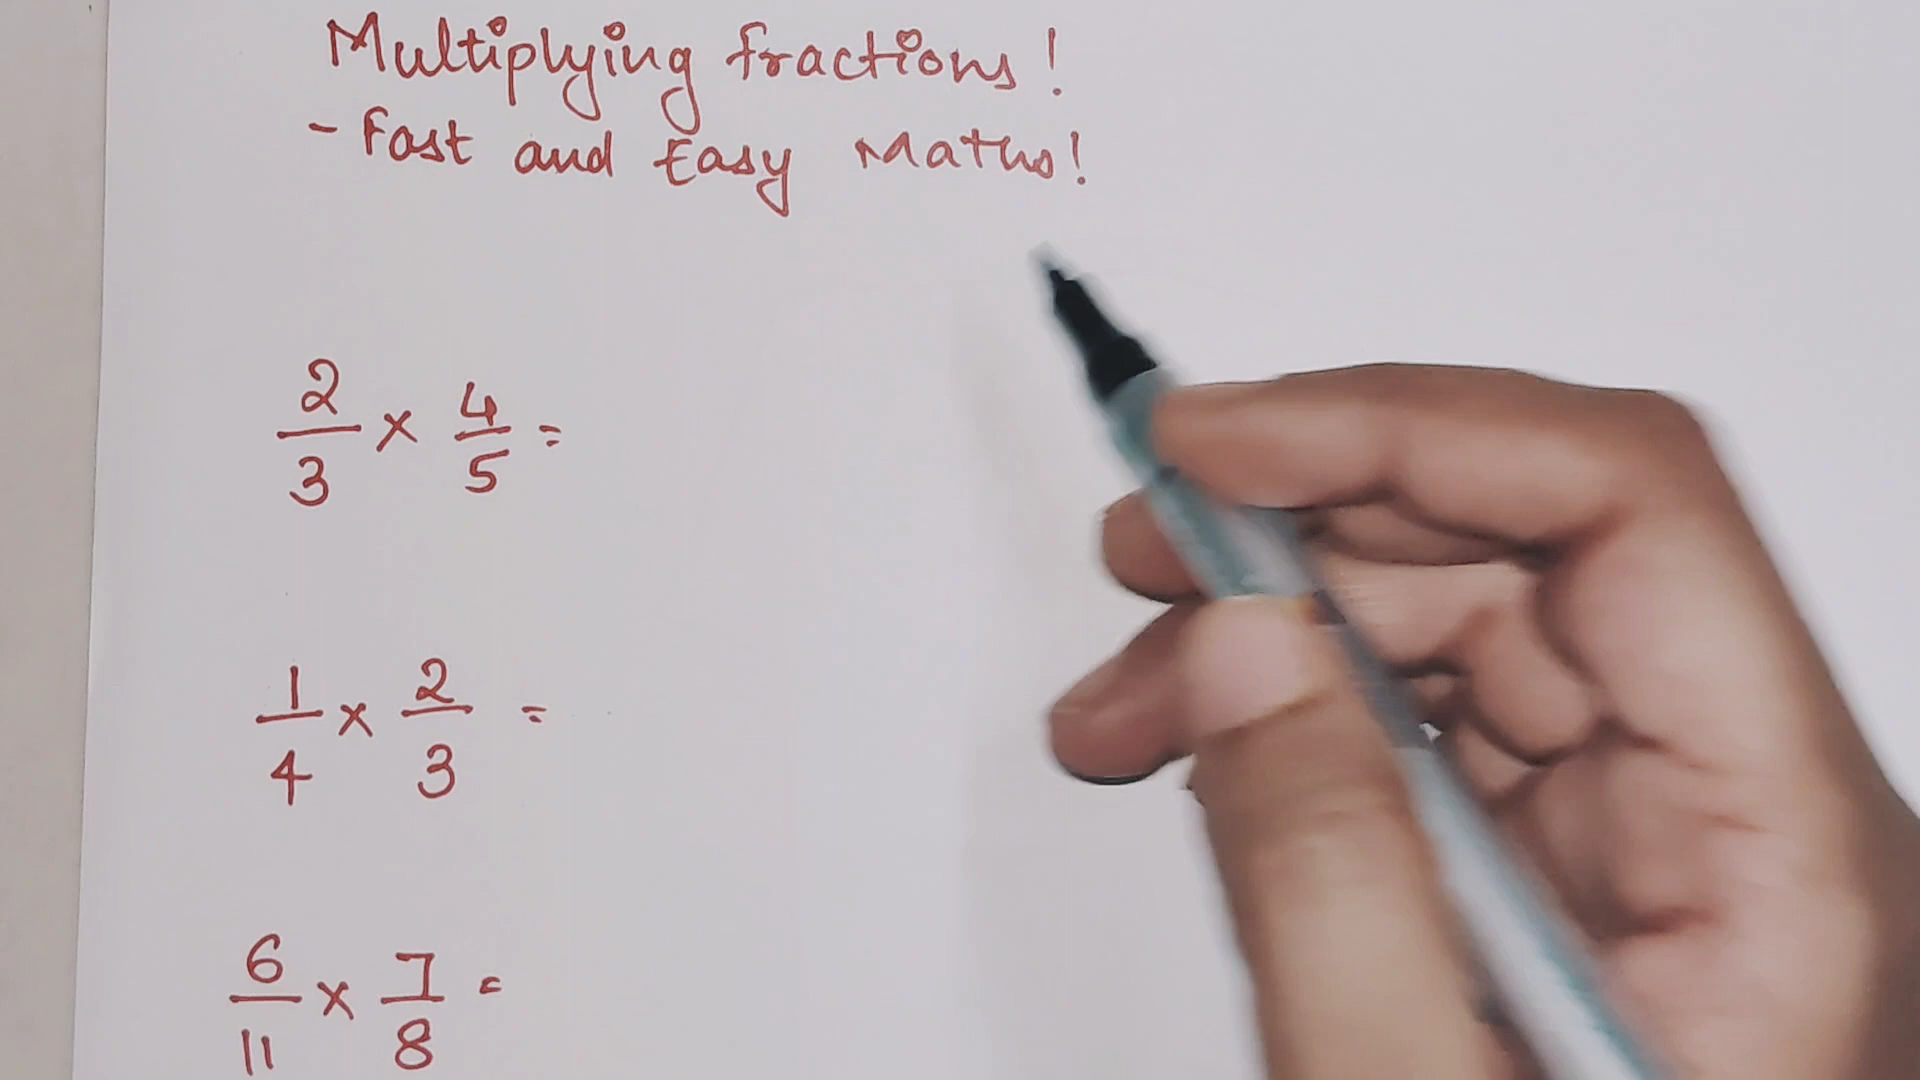 Multiplying fractions!
- Fast and Easy Maths!
2/3 × 4/5 =
1/4 × 2/3 =
6/11 × 7/8 =